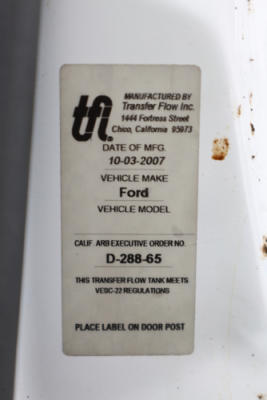 tfi
®
MANUFACTURED BY
Transfer Flow Inc.
1444 Fortress Street
Chico, California 95973
DATE OF MFG.
10-03-2007
VEHICLE MAKE
Ford
VEHICLE MODEL
CALIF. ARB EXECUTIVE ORDER NO.
D-288-65
THIS TRANSFER FLOW TANK MEETS
VESC-22 REGULATIONS
PLACE LABEL ON DOOR POST